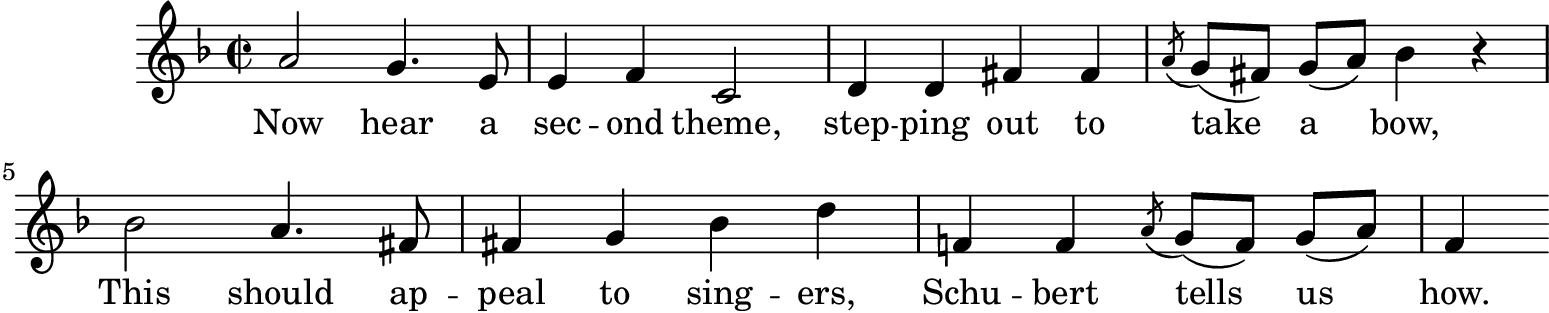 Now hear a sec -- ond theme, step -- ping out to take a bow,
5
This should ap -- peal to sing -- ers, Schu -- bert tells us how.